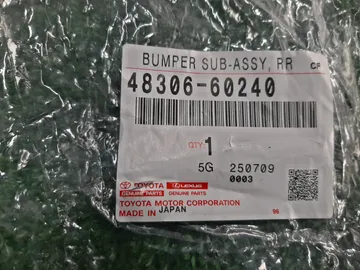 BUMPER SUB-ASSY, RR
48306-60240
QTY 1
5G 250709
0003
TOYOTA LEXUS
GENUINE PARTS GENUINE PARTS
TOYOTA MOTOR CORPORATION
MADE IN JAPAN 96